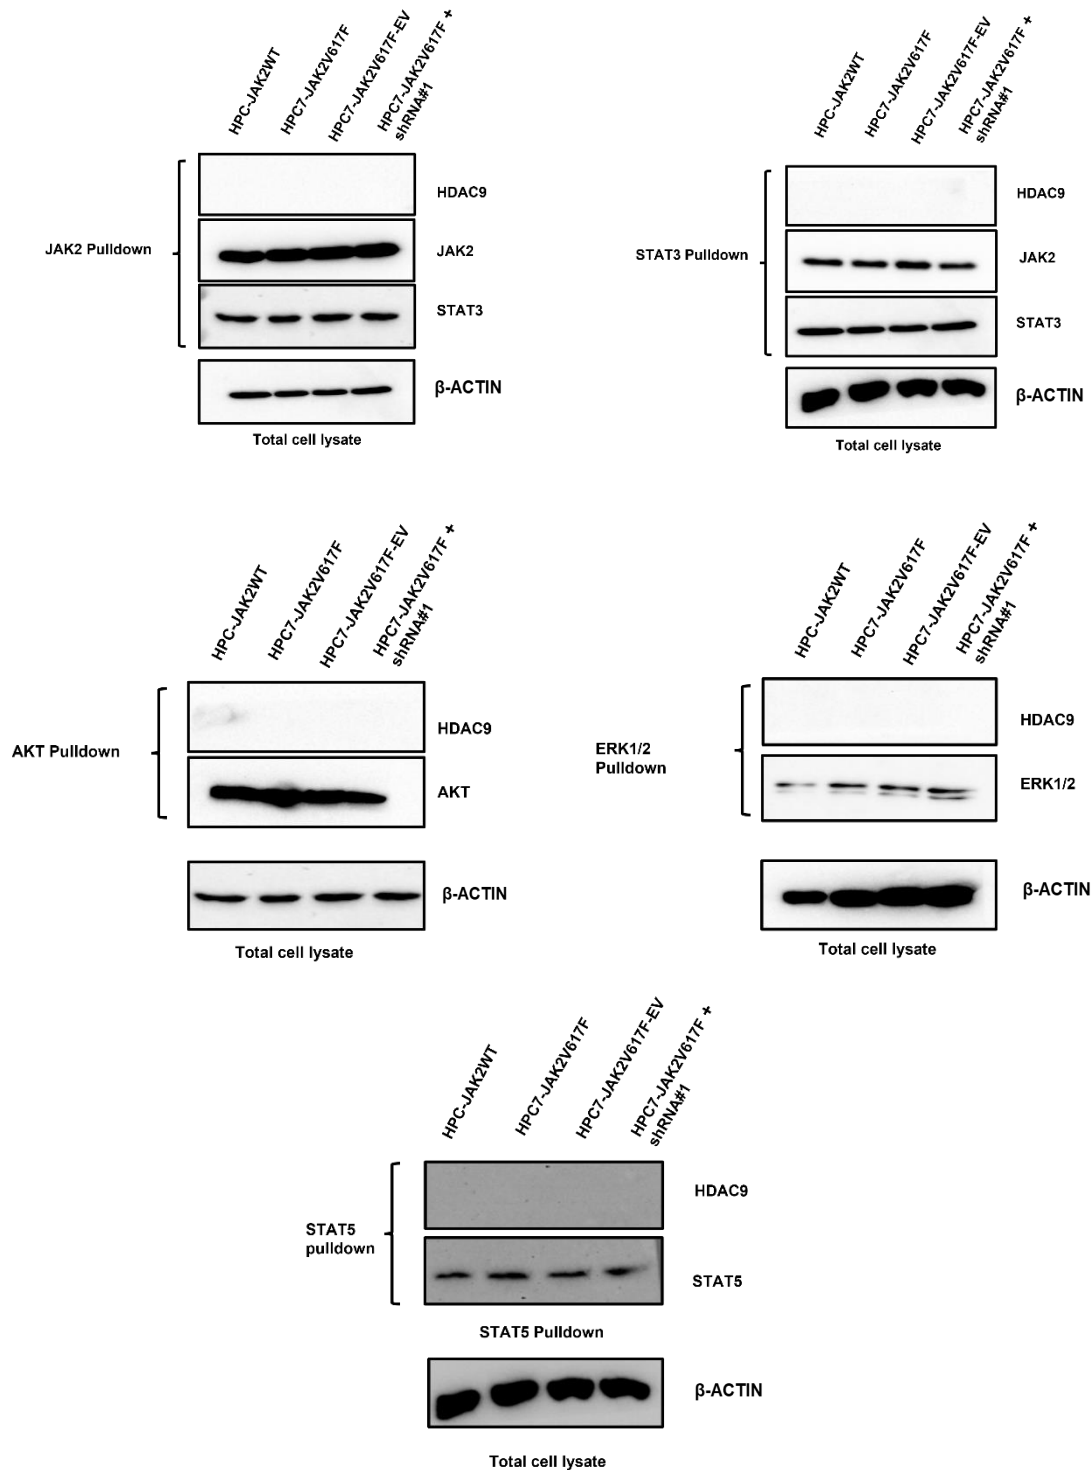 HPC-JAK2WT
HPC7-JAK2V617F
HPC7-JAK2V617F-EV
HPC7-JAK2V617F +
shRNA#1
JAK2 Pulldown
HDAC9
JAK2
STAT3
β-ACTIN
Total cell lysate
HPC-JAK2WT
HPC7-JAK2V617F
HPC7-JAK2V617F-EV
HPC7-JAK2V617F +
shRNA#1
STAT3 Pulldown
HDAC9
JAK2
STAT3
β-ACTIN
Total cell lysate
HPC-JAK2WT
HPC7-JAK2V617F
HPC7-JAK2V617F-EV
HPC7-JAK2V617F +
shRNA#1
AKT Pulldown
HDAC9
AKT
β-ACTIN
Total cell lysate
HPC-JAK2WT
HPC7-JAK2V617F
HPC7-JAK2V617F-EV
HPC7-JAK2V617F +
shRNA#1
ERK1/2
Pulldown
HDAC9
ERK1/2
β-ACTIN
Total cell lysate
HPC-JAK2WT
HPC7-JAK2V617F
HPC7-JAK2V617F-EV
HPC7-JAK2V617F +
shRNA#1
STAT5
pulldown
HDAC9
STAT5
STAT5 Pulldown
β-ACTIN
Total cell lysate